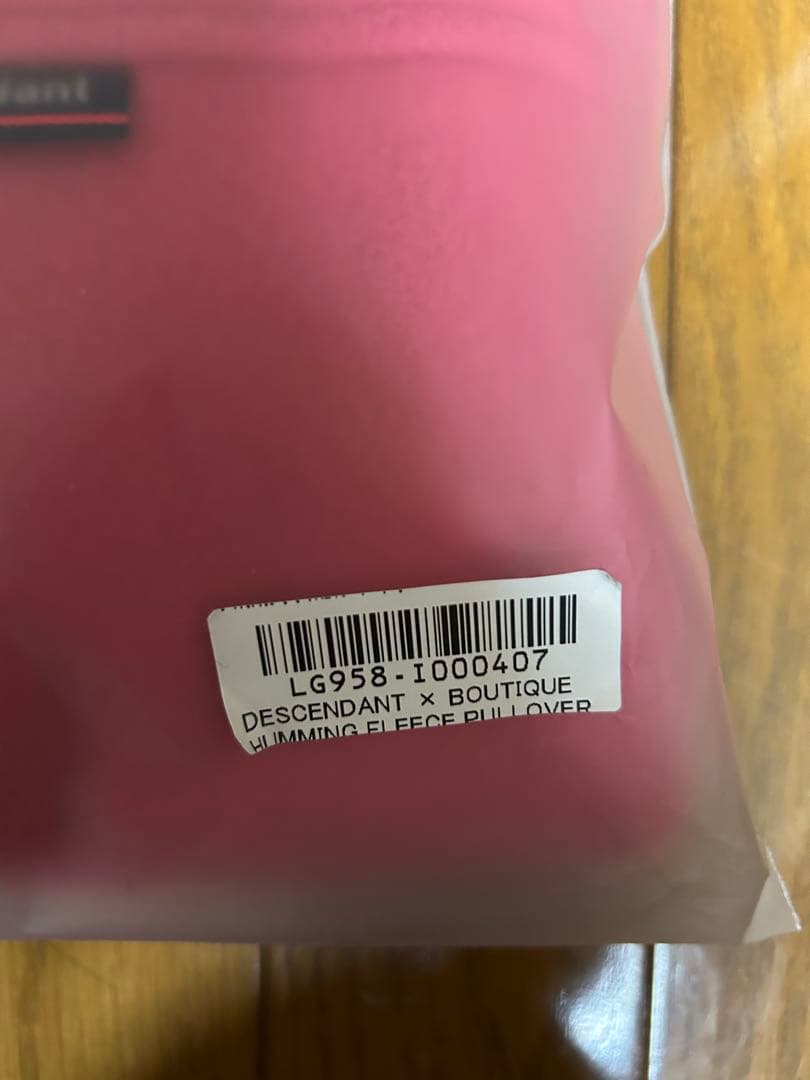 LG958-I000407
DESCENDANT × BOUTIQUE
HUMMING FLEECE PULLOVER